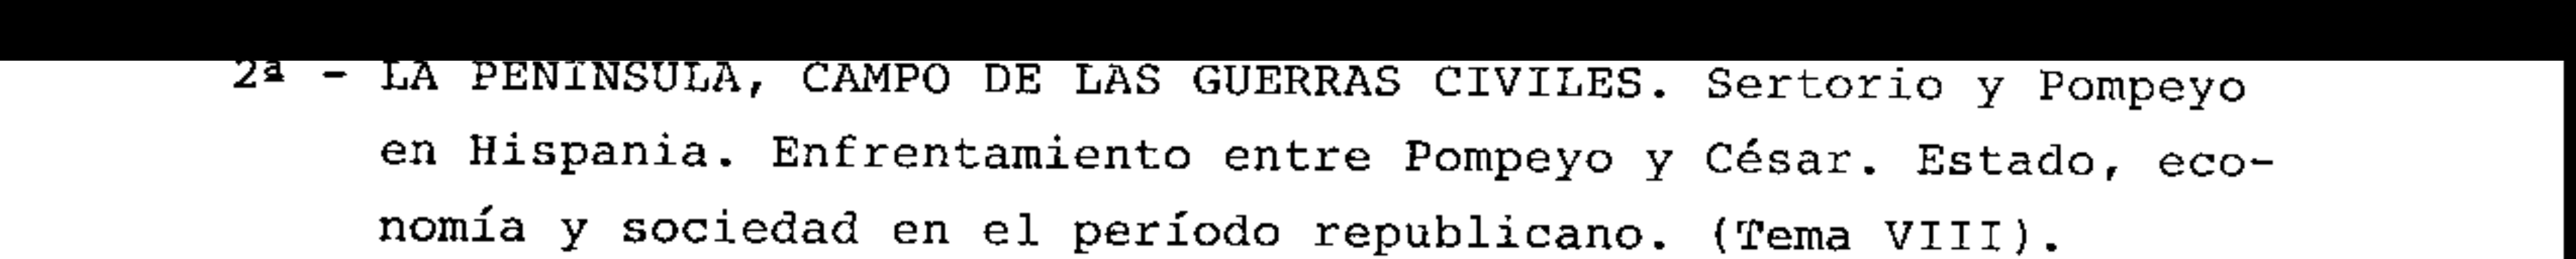 2ª - LA PENINSULA, CAMPO DE LAS GUERRAS CIVILES. Sertorio y Pompeyo
en Hispania. Enfrentamiento entre Pompeyo y César. Estado, eco-
nomía y sociedad en el período republicano. (Tema VIII).